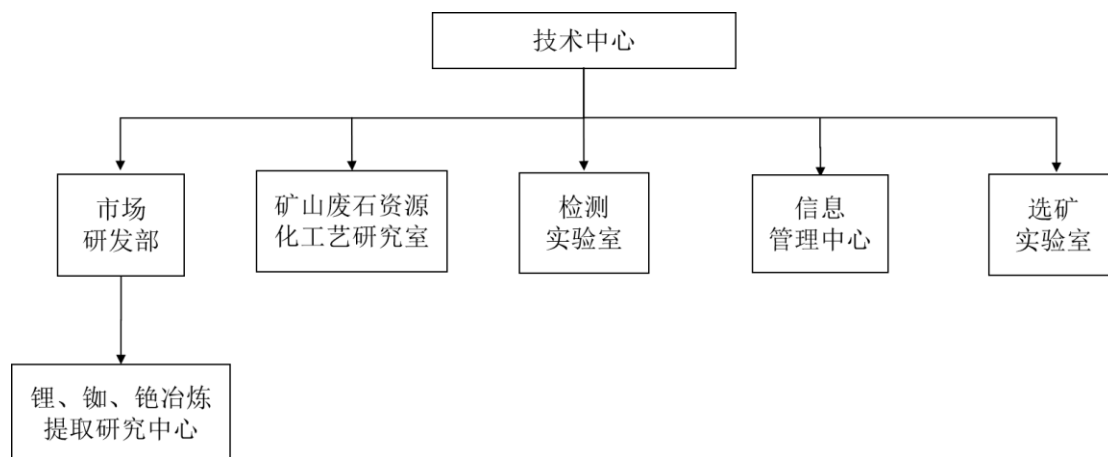 技术中心
市场
研发部
矿山废石资源
化工艺研究室
检测
实验室
信息
管理中心
选矿
实验室
锂、铷、铯冶炼
提取研究中心